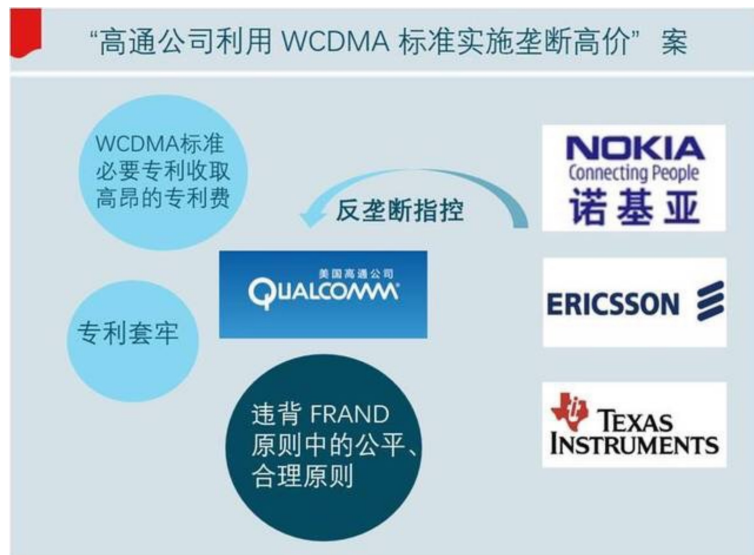 “高通公司利用 WCDMA 标准实施垄断高价” 案
WCDMA标准
必要专利收取
高昂的专利费
反垄断指控
NOKIA
Connecting People
诺基亚
美国高通公司
QUALCOMM
ERICSSON
专利套牢
违背 FRAND
原则中的公平、
合理原则
TEXAS
INSTRUMENTS